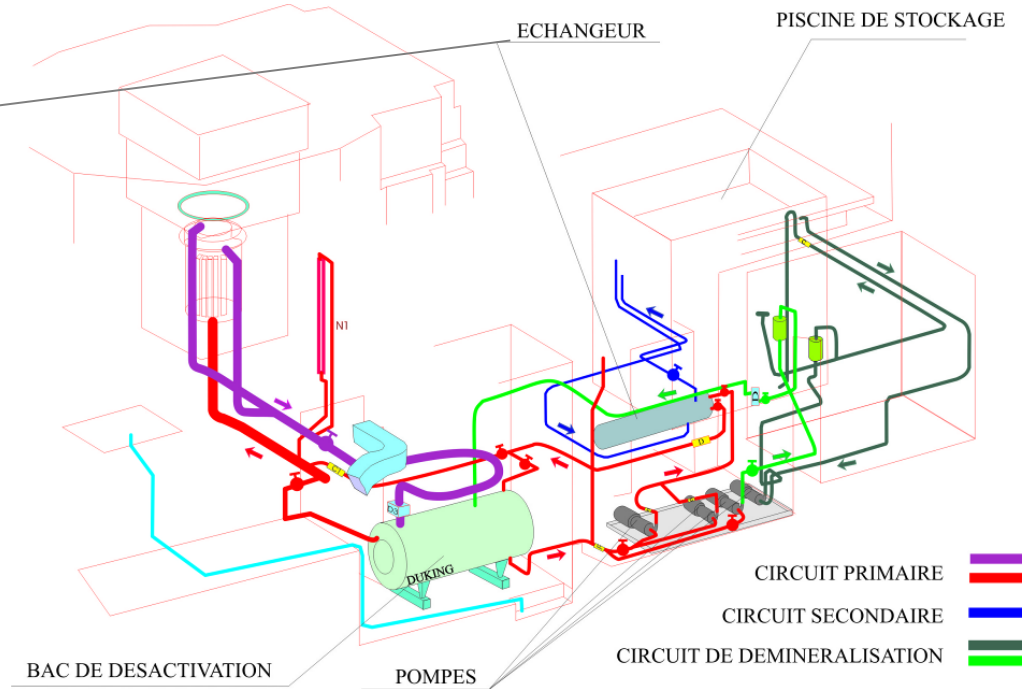 ECHANGEUR
PISCINE DE STOCKAGE
N1
DUKING
CIRCUIT PRIMAIRE
CIRCUIT SECONDAIRE
CIRCUIT DE DEMINERALISATION
BAC DE DESACTIVATION
POMPES